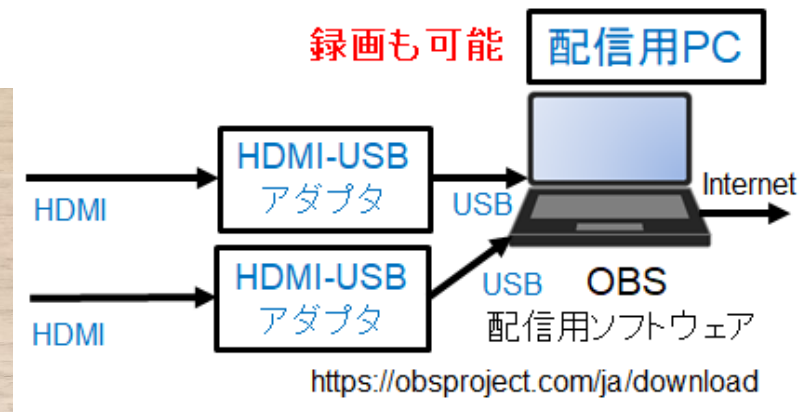 録画も可能
配信用PC
HDMI-USB
アダプタ
HDMI
USB
Internet
HDMI-USB
アダプタ
HDMI
USB
OBS
配信用ソフトウェア
https://obsproject.com/ja/download